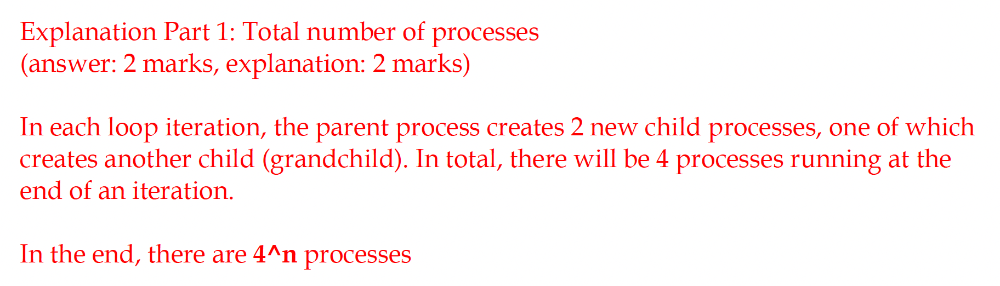 Explanation Part 1: Total number of processes
(answer: 2 marks, explanation: 2 marks)
In each loop iteration, the parent process creates 2 new child processes, one of which
creates another child (grandchild). In total, there will be 4 processes running at the
end of an iteration.
In the end, there are 4^n processes